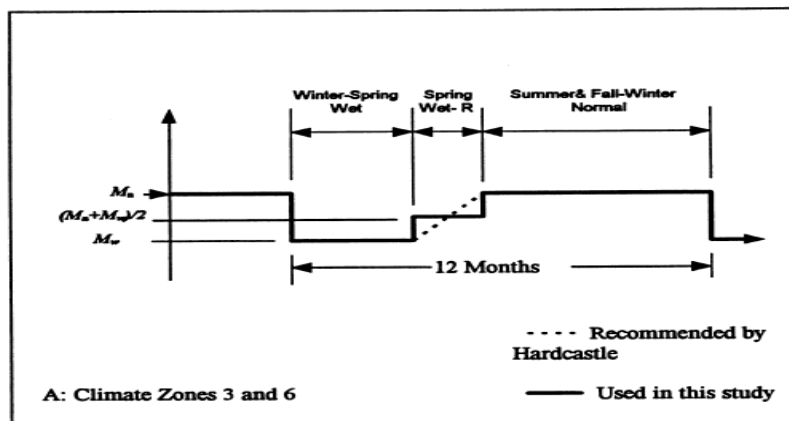 Winter-Spring
Wet
Spring
Wet- R
Summer& Fall-Winter
Normal
Mn
(Mn+Mw)/2
Mw
12 Months
Recommended by
Hardcastle
A: Climate Zones 3 and 6
Used in this study